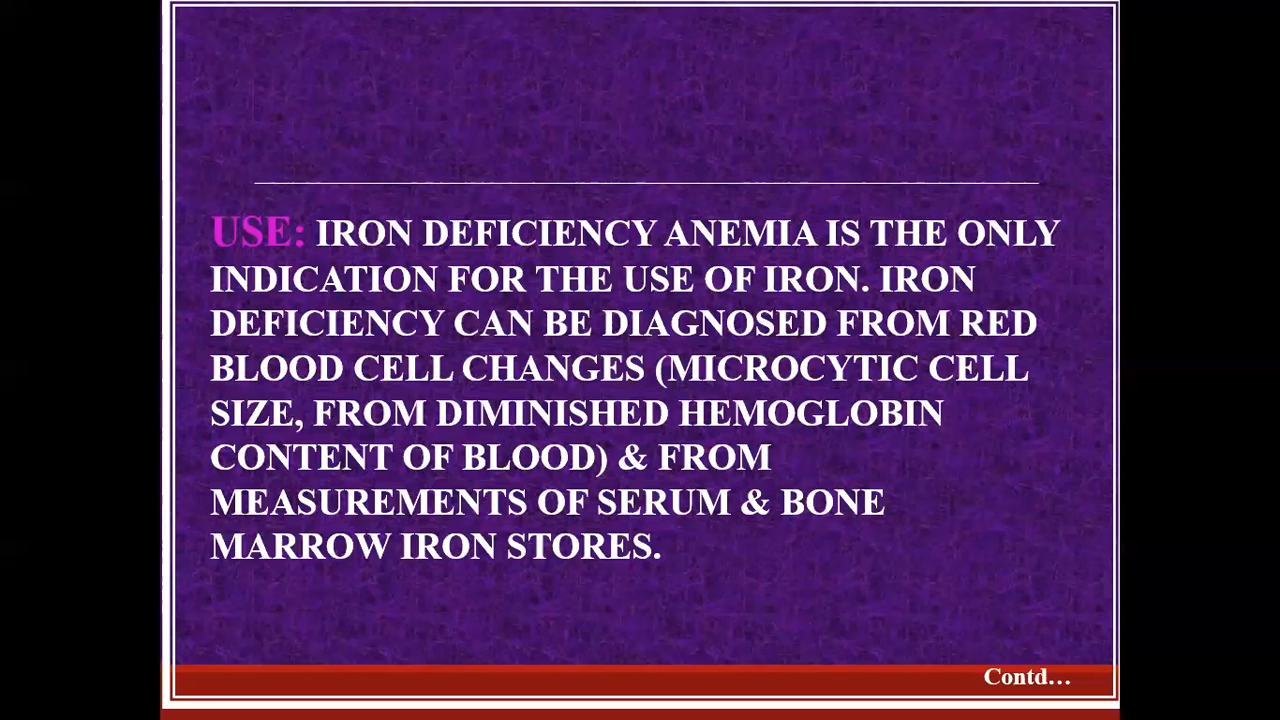 USE: IRON DEFICIENCY ANEMIA IS THE ONLY
INDICATION FOR THE USE OF IRON. IRON
DEFICIENCY CAN BE DIAGNOSED FROM RED
BLOOD CELL CHANGES (MICROCYTIC CELL
SIZE, FROM DIMINISHED HEMOGLOBIN
CONTENT OF BLOOD) & FROM
MEASUREMENTS OF SERUM & BONE
MARROW IRON STORES.
Contd…